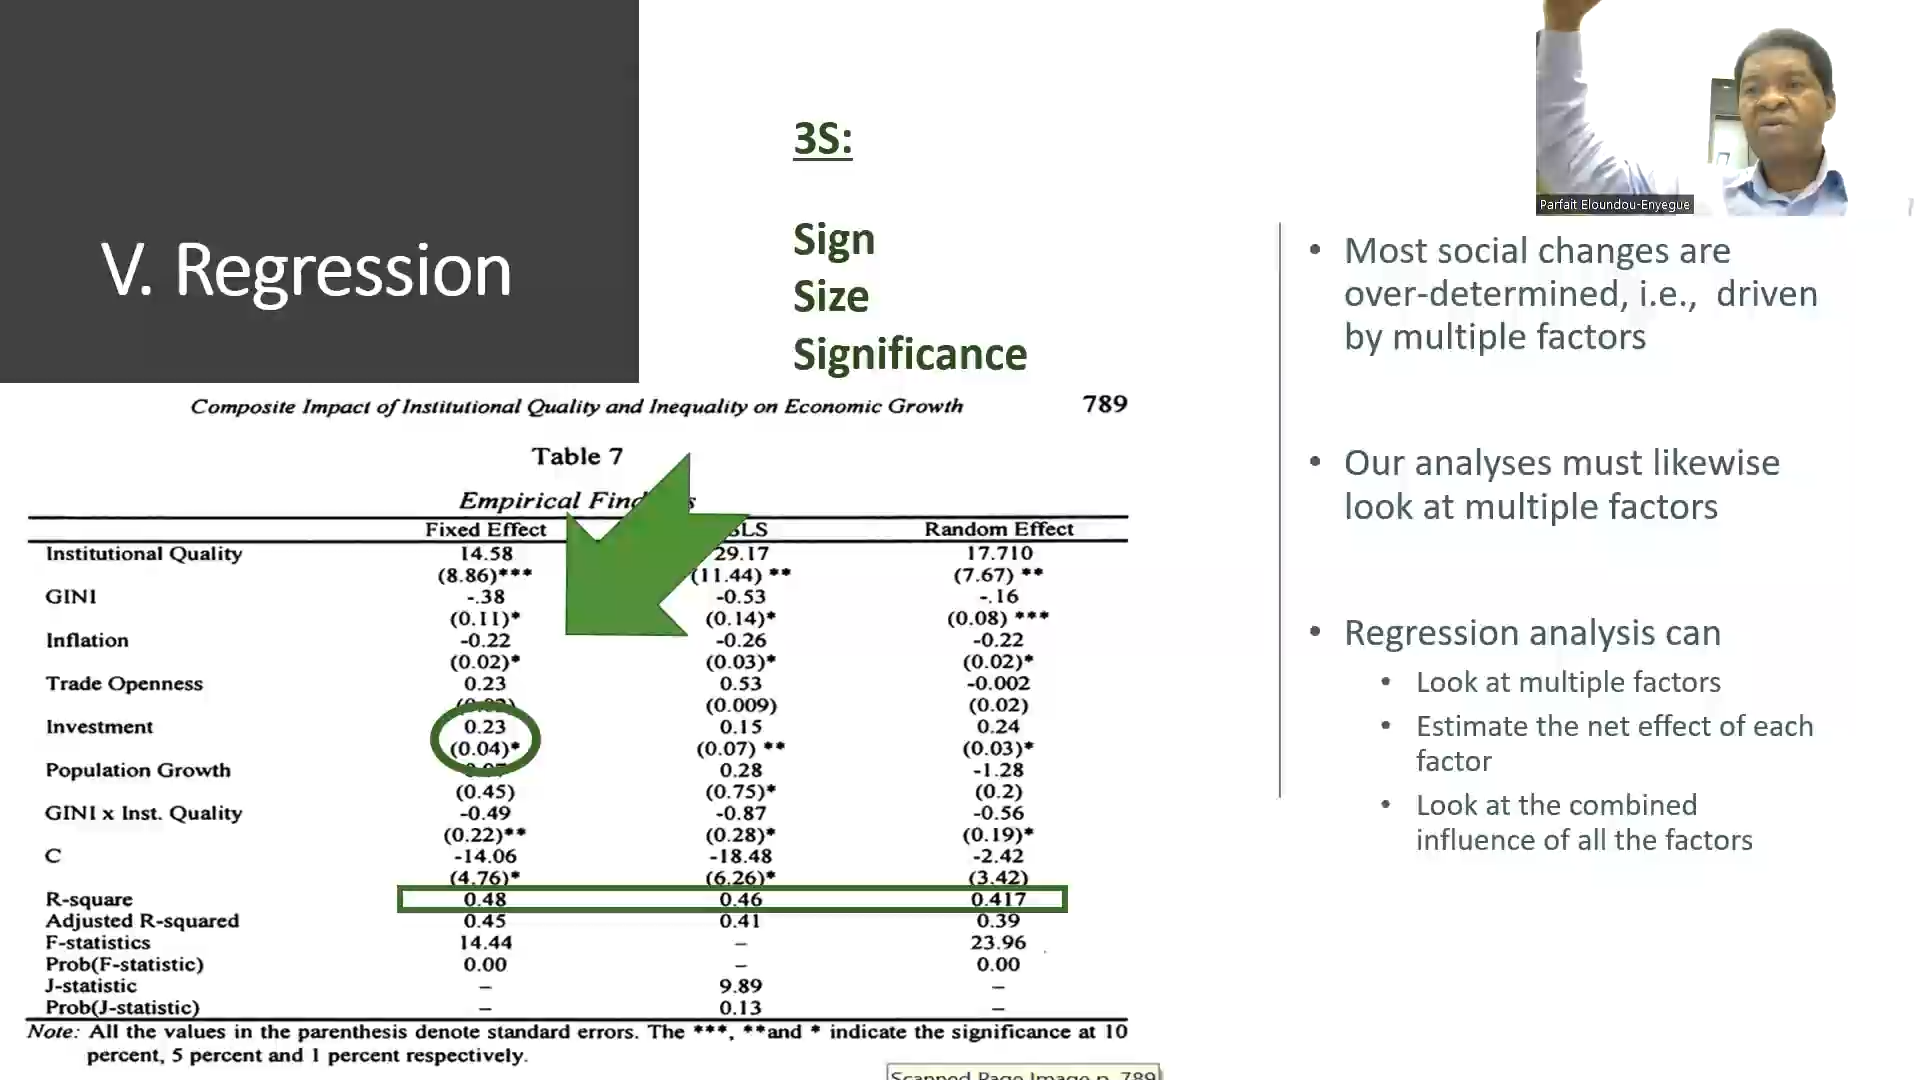 V. Regression
3S:
Sign
Size
Significance
Parfait Eloundou-Enyegue
• Most social changes are
over-determined, i.e., driven
by multiple factors
• Our analyses must likewise
look at multiple factors
• Regression analysis can
• Look at multiple factors
• Estimate the net effect of each
factor
• Look at the combined
influence of all the factors
Composite Impact of Institutional Quality and Inequality on Economic Growth 789
Table 7
Empirical
Fixed Effect Random Effect
Institutional Quality 14.58 29.17 17.710
(8.86)*** (11.44) ** (7.67) **
GINI -.38 -0.53 -.16
(0.11)* (0.14)* (0.08) ***
Inflation -0.22 -0.26 -0.22
(0.02)* (0.03)* (0.02)*
Trade Openness 0.23 0.53 -0.002
(0.009) (0.02)
Investment 0.23 0.15 0.24
(0.04)* (0.07) ** (0.03)*
Population Growth 0.28 -1.28
(0.45) (0.75)* (0.2)
GINI x Inst. Quality -0.49 -0.87 -0.56
(0.22)** (0.28)* (0.19)*
C -14.06 -18.48 -2.42
(4.76)* (6.26)* (3.42)
R-square 0.48 0.46 0.417
Adjusted R-squared 0.45 0.41 0.39
F-statistics 14.44 – 23.96
Prob(F-statistic) 0.00 – 0.00
J-statistic – 9.89 –
Prob(J-statistic) – 0.13 –
Note: All the values in the parenthesis denote standard errors. The ***, **and * indicate the significance at 10
percent, 5 percent and 1 percent respectively.
Scanned Page Image p. 789